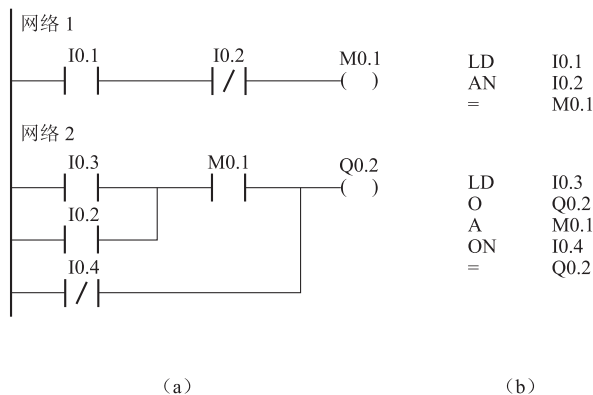 网络 1
I0.1 I0.2 M0.1
网络 2
I0.3 M0.1 Q0.2
I0.2
I0.4
LD I0.1
AN I0.2
= M0.1
LD I0.3
O Q0.2
A M0.1
ON I0.4
= Q0.2
（a） （b）